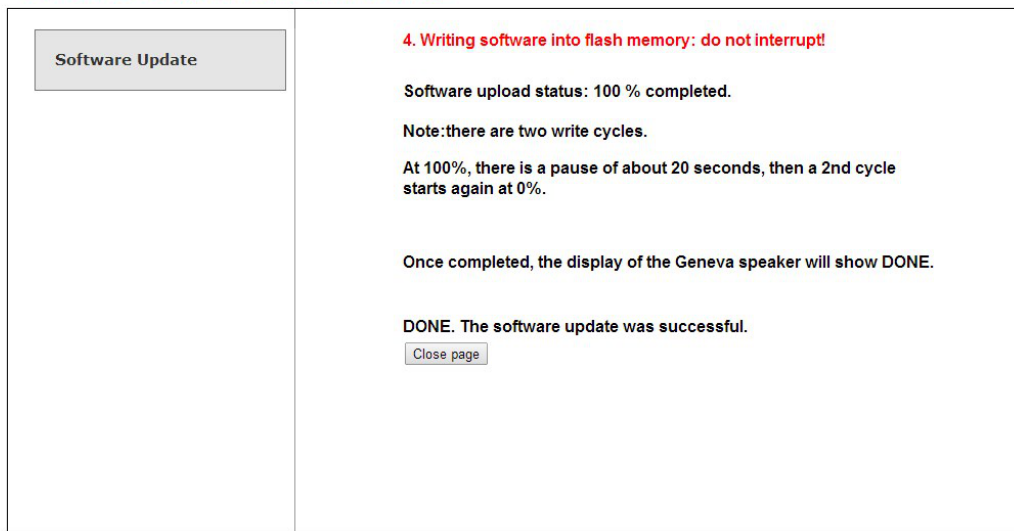 Software Update
4. Writing software into flash memory: do not interrupt!
Software upload status: 100 % completed.
Note:there are two write cycles.
At 100%, there is a pause of about 20 seconds, then a 2nd cycle
starts again at 0%.
Once completed, the display of the Geneva speaker will show DONE.
DONE. The software update was successful.
Close page